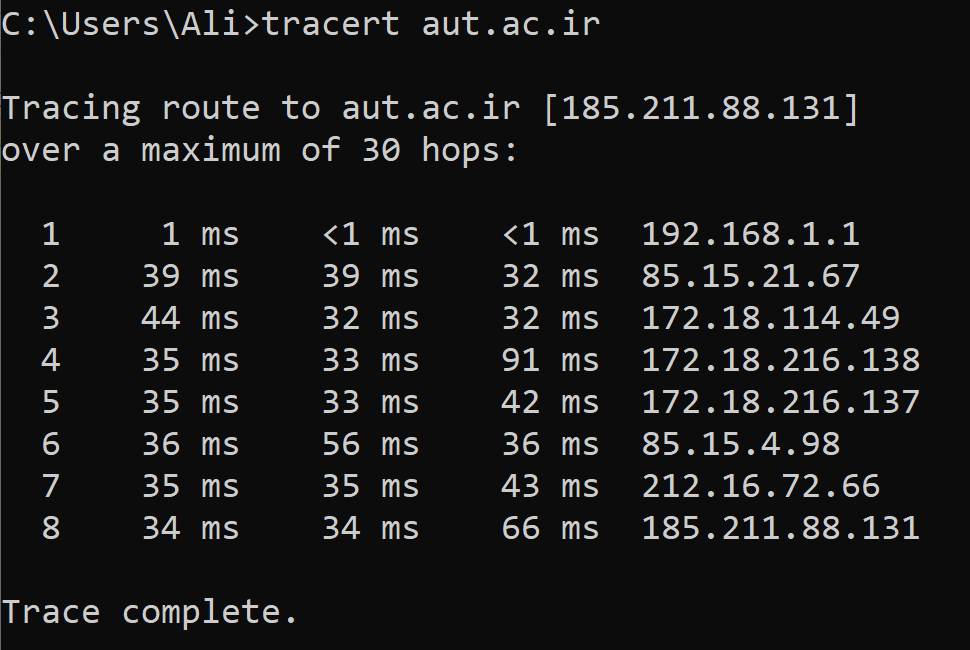 C:\Users\Ali>tracert aut.ac.ir
Tracing route to aut.ac.ir [185.211.88.131]
over a maximum of 30 hops:
1 1 ms <1 ms <1 ms 192.168.1.1
2 39 ms 39 ms 32 ms 85.15.21.67
3 44 ms 32 ms 32 ms 172.18.114.49
4 35 ms 33 ms 91 ms 172.18.216.138
5 35 ms 33 ms 42 ms 172.18.216.137
6 36 ms 56 ms 36 ms 85.15.4.98
7 35 ms 35 ms 43 ms 212.16.72.66
8 34 ms 34 ms 66 ms 185.211.88.131
Trace complete.